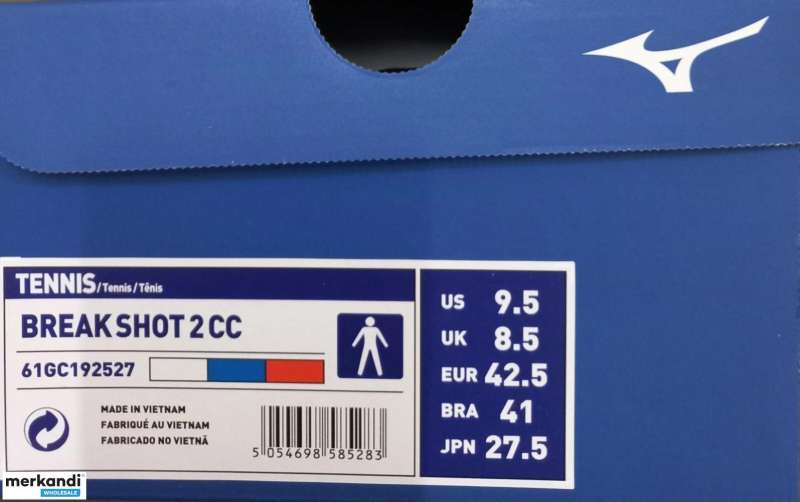 TENNIS/Tennis/Tênis
BREAK SHOT 2 CC
61GC192527
MADE IN VIETNAM
FABRIQUÉ AU VIETNAM
FABRICADO NO VIETNÃ
5 054698 585283
US 9.5
UK 8.5
EUR 42.5
BRA 41
JPN 27.5
merkandi
WHOLESALE